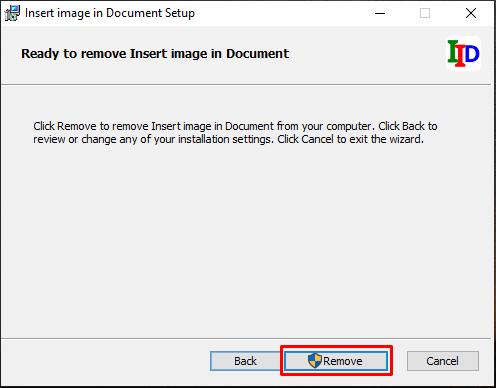 Insert image in Document Setup
Ready to remove Insert image in Document
IID
Click Remove to remove Insert image in Document from your computer. Click Back to
review or change any of your installation settings. Click Cancel to exit the wizard.
Back Remove Cancel